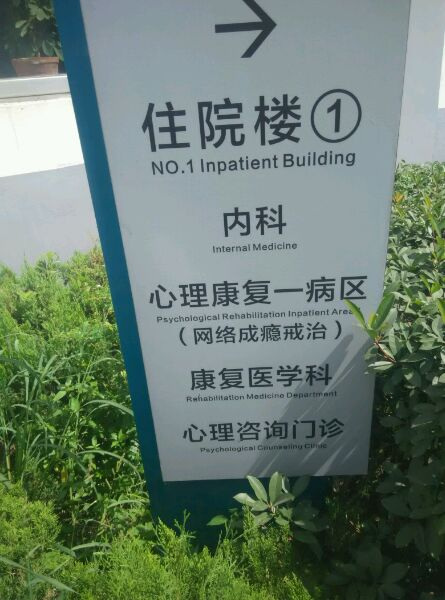 住院楼①
NO.1 Inpatient Building
内科
Internal Medicine
心理康复一病区
Psychological Rehabilitation Inpatient Area
（网络成瘾戒治）
康复医学科
Rehabilitation Medicine Department
心理咨询门诊
Psychological Counseling Clinic